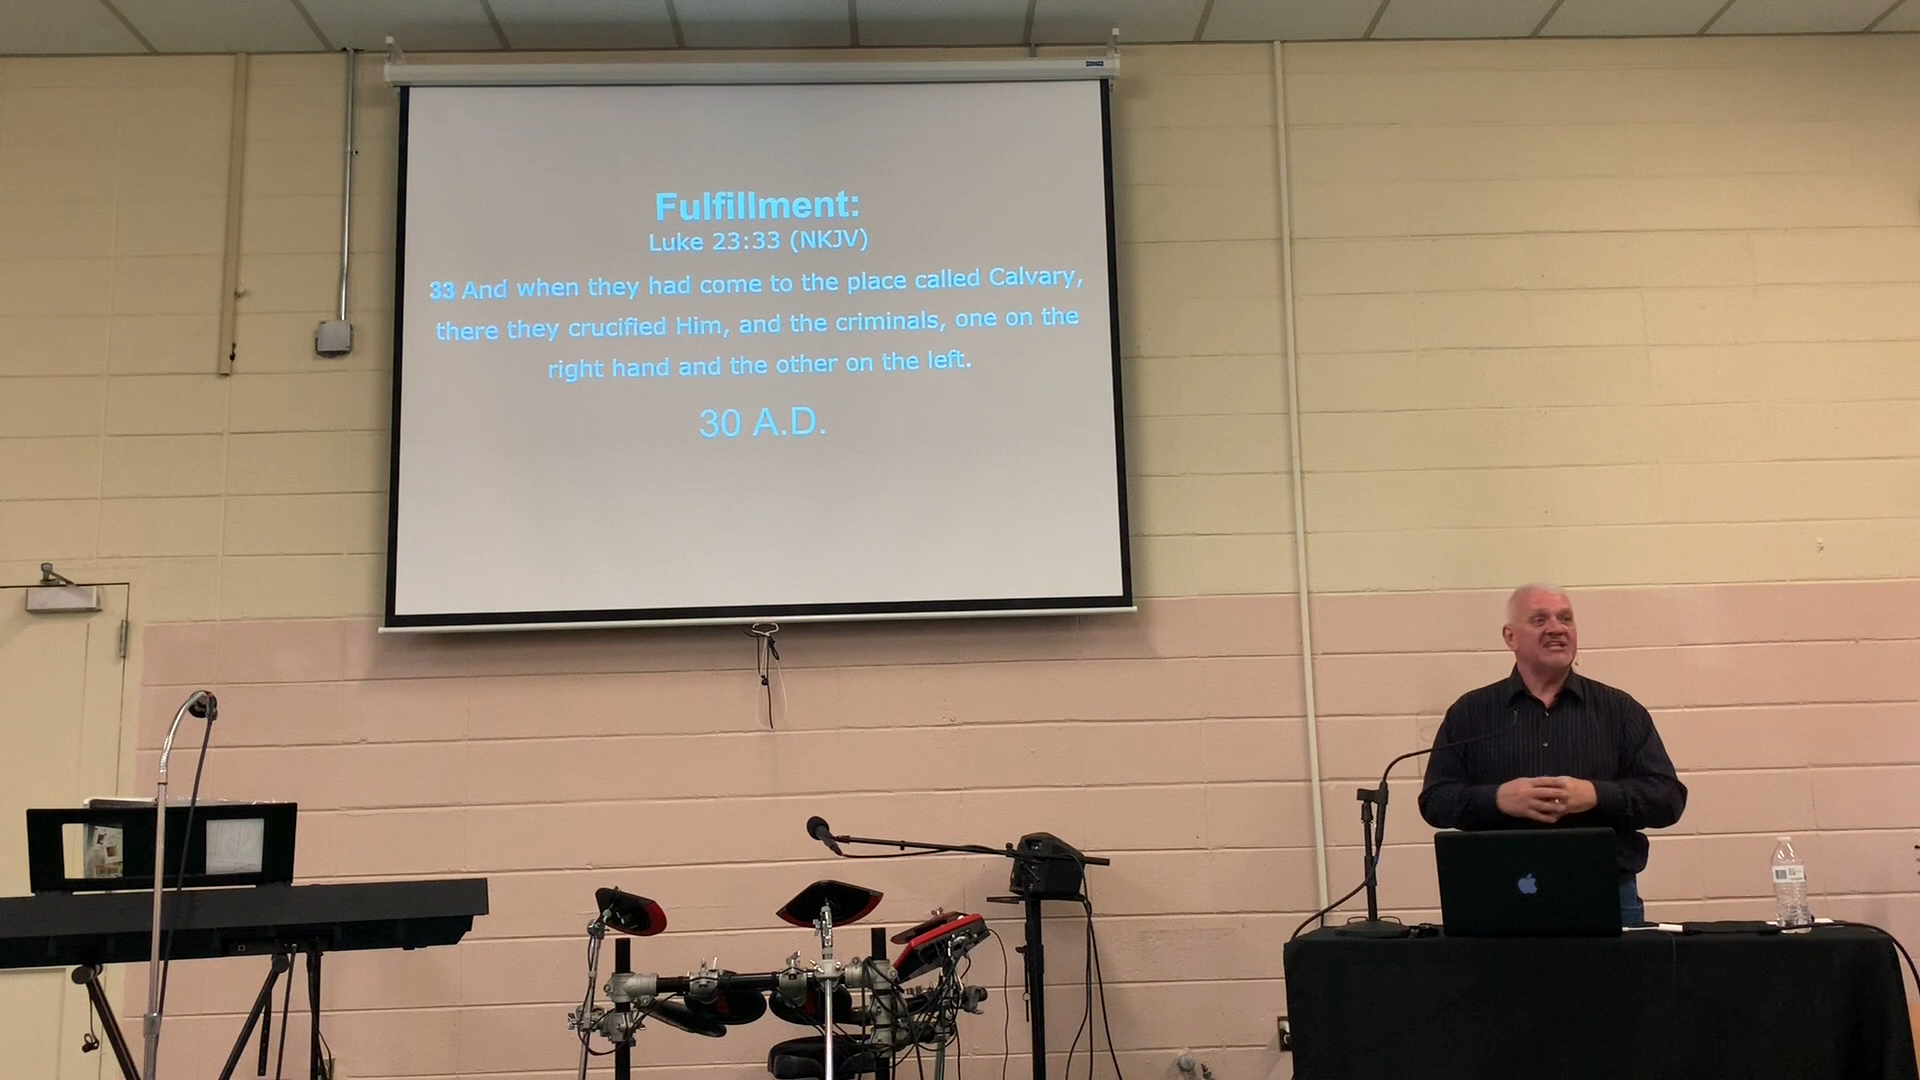 Fulfillment:
Luke 23:33 (NKJV)
33 And when they had come to the place called Calvary,
there they crucified Him, and the criminals, one on the
right hand and the other on the left.
30 A.D.